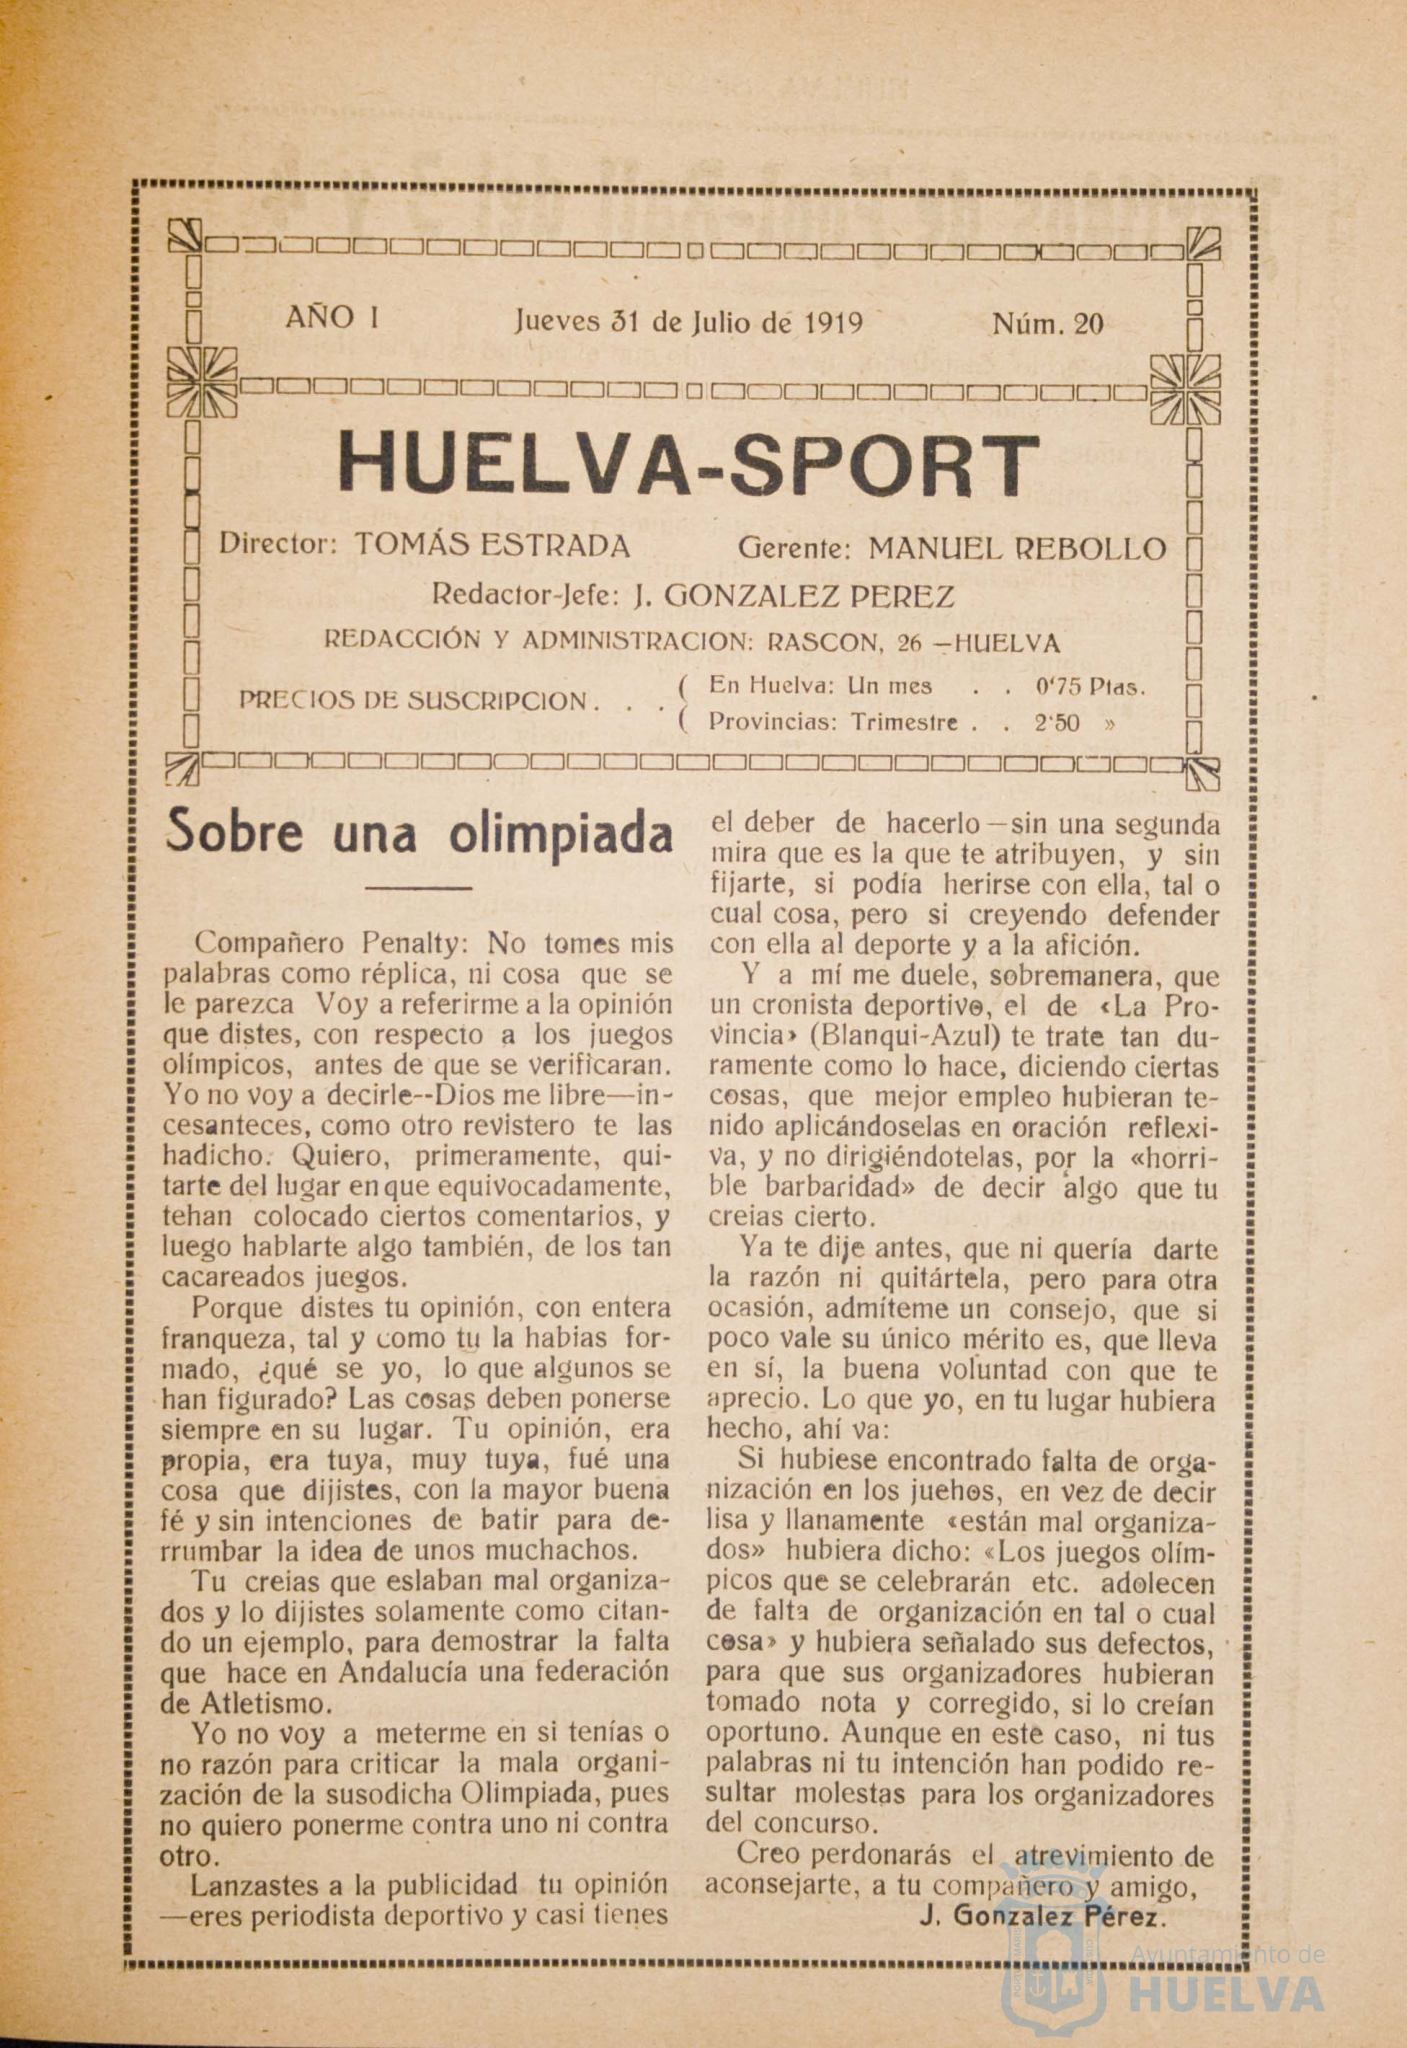 AÑO I
Jueves 31 de Julio de 1919
Núm. 20
HUELVA-SPORT
Director: TOMÁS ESTRADA
Gerente: MANUEL REBOLLO
Redactor-Jefe: J. GONZALEZ PEREZ
REDACCIÓN Y ADMINISTRACION: RASCON, 26 —HUELVA
PRECIOS DE SUSCRIPCION. . .
( En Huelva: Un mes . . 0'75 Ptas.
( Provincias: Trimestre . . 2'50 »
Sobre una olimpiada
Compañero Penalty: No tomes mis
palabras como réplica, ni cosa que se
le parezca Voy a referirme a la opinión
que distes, con respecto a los juegos
olímpicos, antes de que se verificaran.
Yo no voy a decirle--Dios me libre—in-
cesanteces, como otro revistero te las
hadicho. Quiero, primeramente, qui-
tarte del lugar en que equivocadamente,
tehan colocado ciertos comentarios, y
luego hablarte algo también, de los tan
cacareados juegos.
Porque distes tu opinión, con entera
franqueza, tal y como tu la habias for-
mado, ¿qué se yo, lo que algunos se
han figurado? Las cosas deben ponerse
siempre en su lugar. Tu opinión, era
propia, era tuya, muy tuya, fué una
cosa que dijistes, con la mayor buena
fé y sin intenciones de batir para de-
rrumbar la idea de unos muchachos.
Tu creias que eslaban mal organiza-
dos y lo dijistes solamente como citan-
do un ejemplo, para demostrar la falta
que hace en Andalucía una federación
de Atletismo.
Yo no voy a meterme en si tenías o
no razón para criticar la mala organi-
zación de la susodicha Olimpiada, pues
no quiero ponerme contra uno ni contra
otro.
Lanzastes a la publicidad tu opinión
—eres periodista deportivo y casi tienes
el deber de hacerlo—sin una segunda
mira que es la que te atribuyen, y sin
fijarte, si podía herirse con ella, tal o
cual cosa, pero si creyendo defender
con ella al deporte y a la afición.
Y a mí me duele, sobremanera, que
un cronista deportivo, el de «La Pro-
vincia» (Blanqui-Azul) te trate tan du-
ramente como lo hace, diciendo ciertas
cosas, que mejor empleo hubieran te-
nido aplicándoselas en oración reflexi-
va, y no dirigiéndotelas, por la «horri-
ble barbaridad» de decir algo que tu
creias cierto.
Ya te dije antes, que ni quería darte
la razón ni quitártela, pero para otra
ocasión, admíteme un consejo, que si
poco vale su único mérito es, que lleva
en sí, la buena voluntad con que te
aprecio. Lo que yo, en tu lugar hubiera
hecho, ahí va:
Si hubiese encontrado falta de orga-
nización en los juehos, en vez de decir
lisa y llanamente «están mal organiza-
dos» hubiera dicho: «Los juegos olím-
picos que se celebrarán etc. adolecen
de falta de organización en tal o cual
cosa» y hubiera señalado sus defectos,
para que sus organizadores hubieran
tomado nota y corregido, si lo creían
oportuno. Aunque en este caso, ni tus
palabras ni tu intención han podido re-
sultar molestas para los organizadores
del concurso.
Creo perdonarás el atrevimiento de
aconsejarte, a tu compañero y amigo,
J. Gonzalez Pérez.
Ayuntamiento de
HUELVA